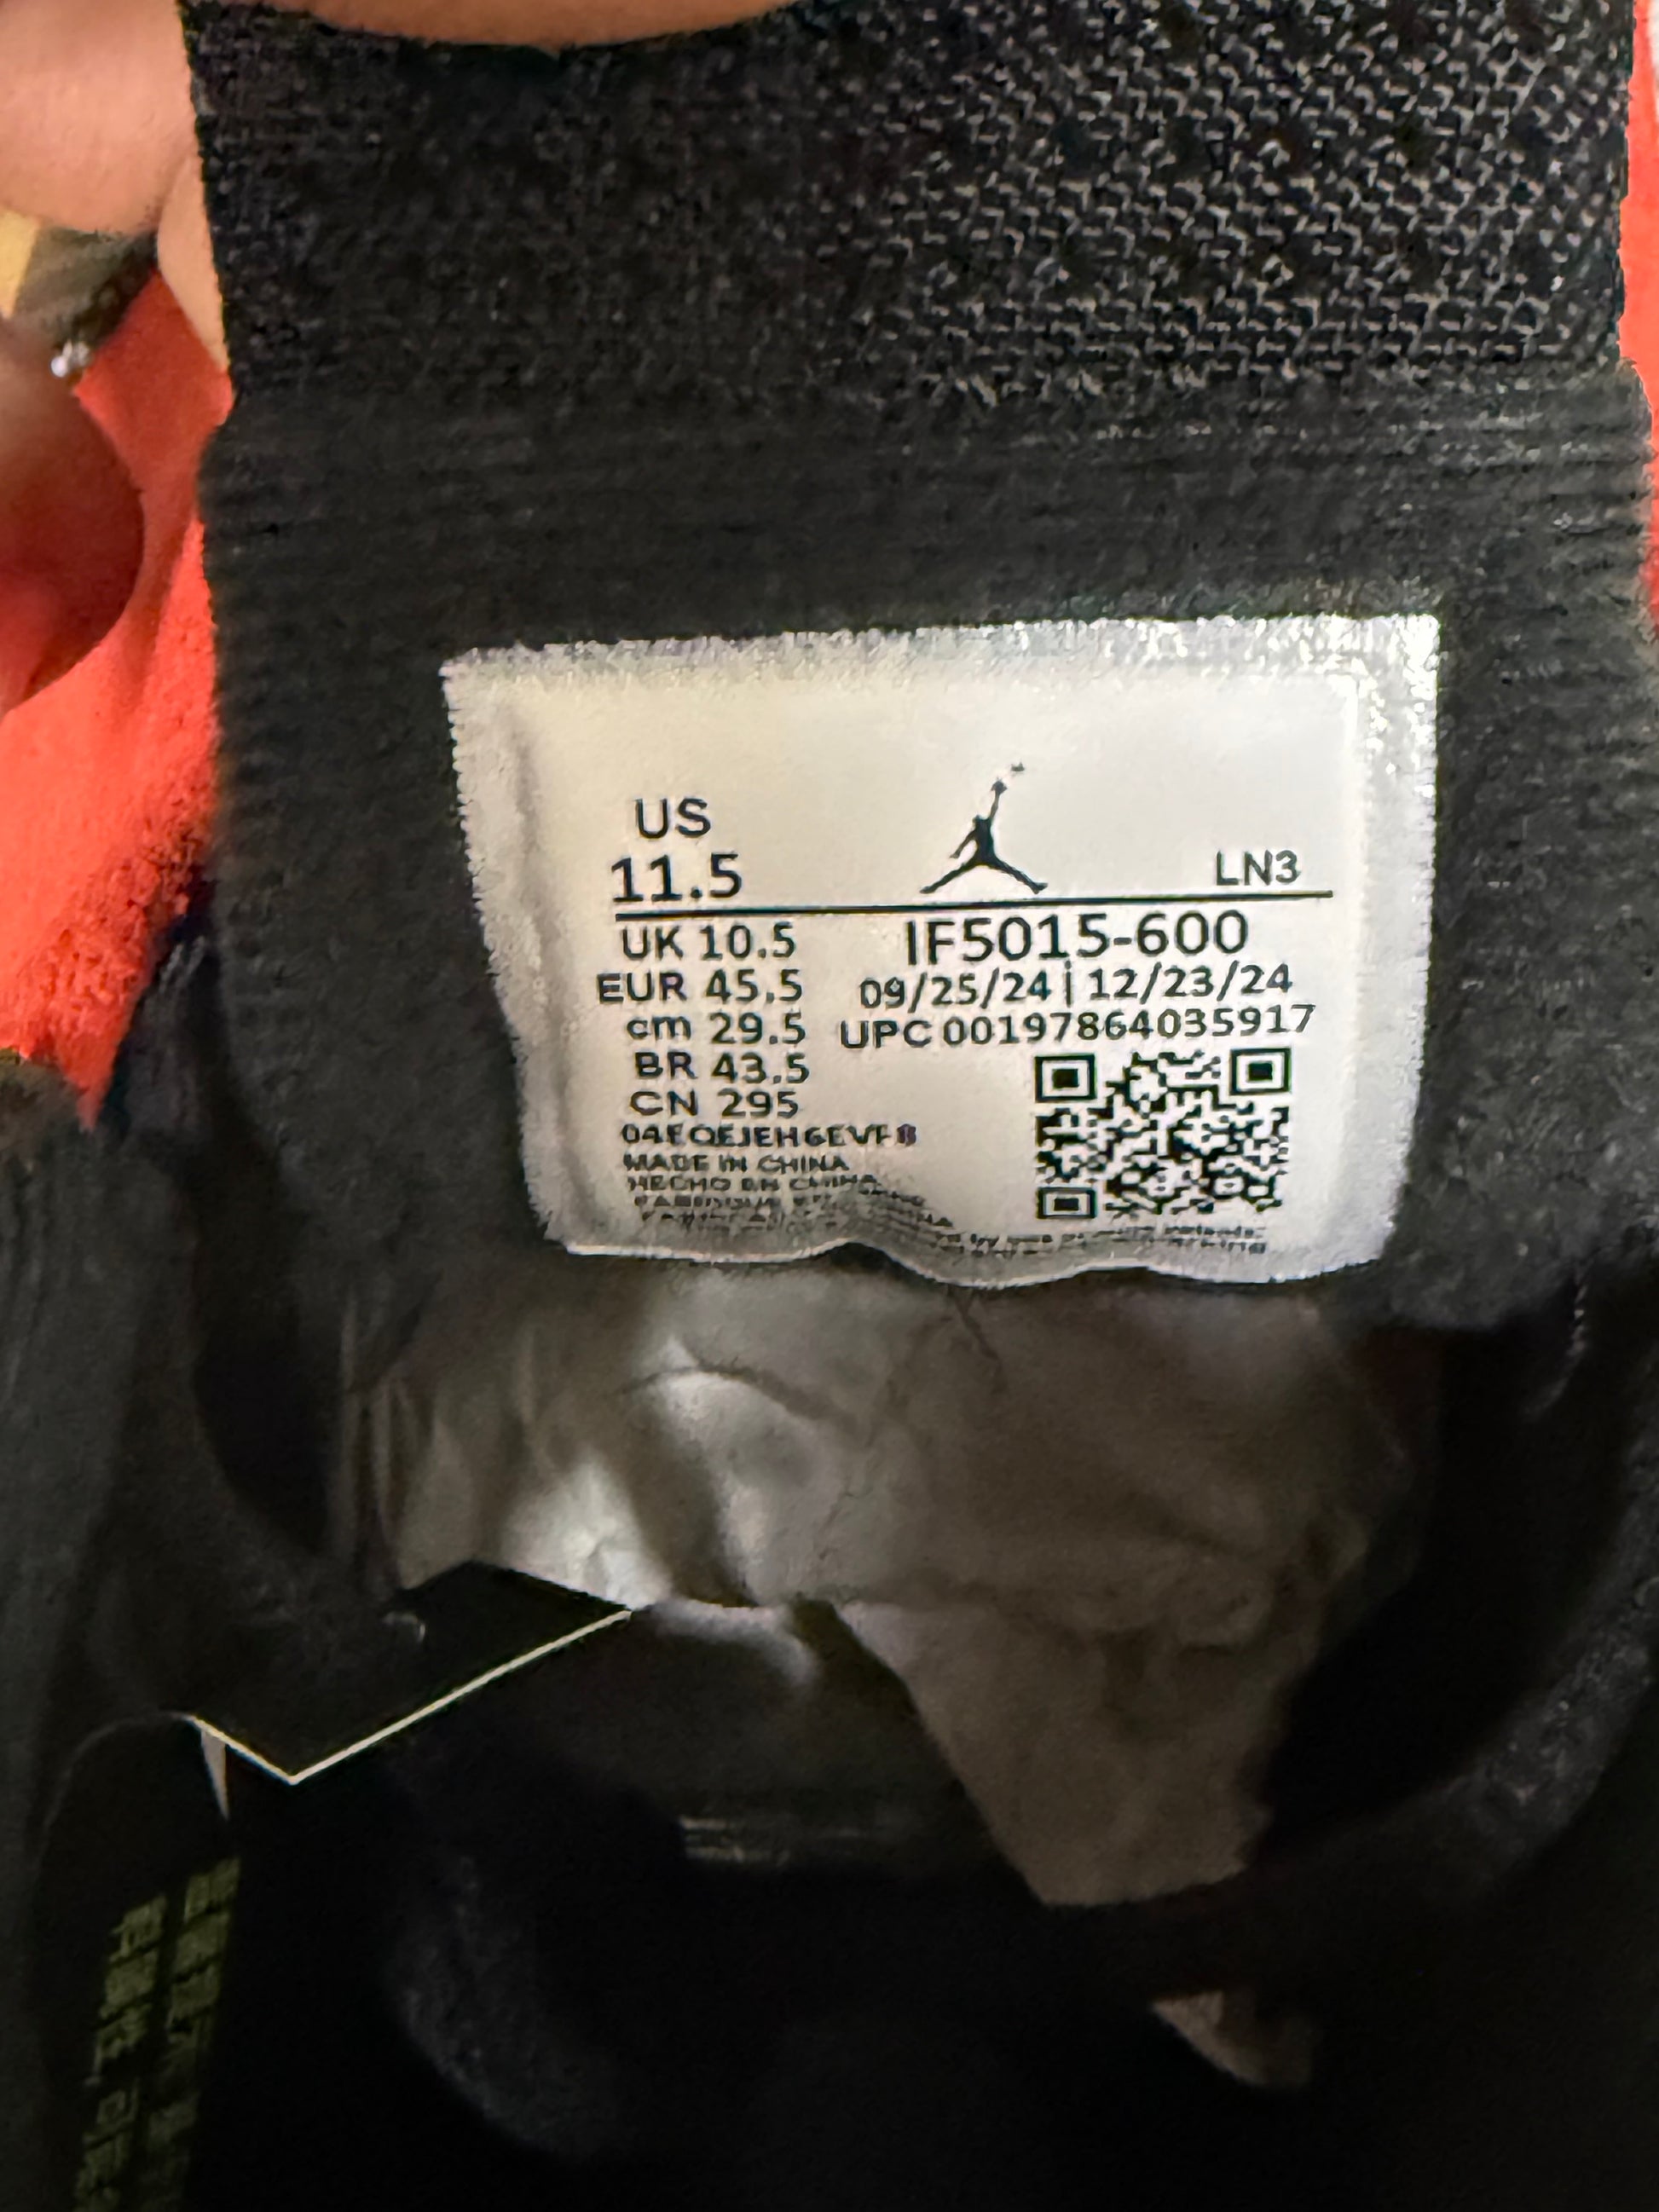 US
11.5
LN3
UK 10.5
IF5015-600
EUR 45.5
09/25/24 | 12/23/24
cm 29.5
UPC 00197864035917
BR 43.5
CN 295
MADE IN CHINA
HECHO EN CHINA